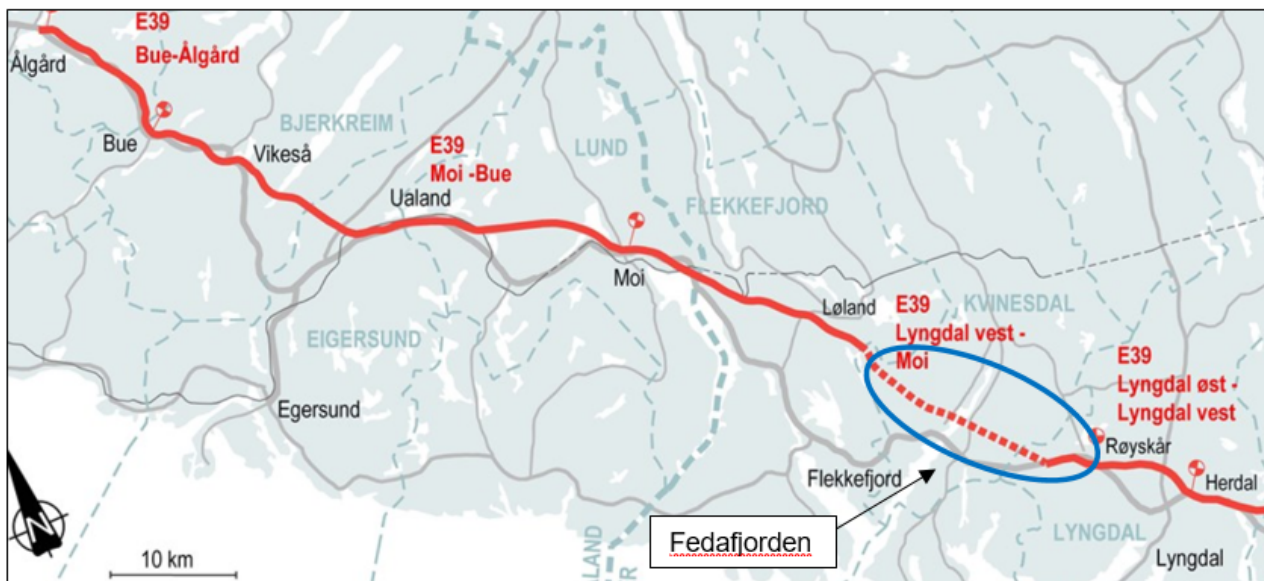 E39
Bue-Ålgård
Ålgård
Bue
BJERKREIM
Vikeså
E39
Moi -Bue
Ualand
LUND
FLEKKEFJORD
Moi
EIGERSUND
Egersund
Løland
KVINESDAL
E39
Lyngdal vest -
Moi
E39
Lyngdal øst -
Lyngdal vest
Røyskår
Herdal
Flekkefjord
Fedafjorden
LYNGDAL
Lyngdal
N
10 km